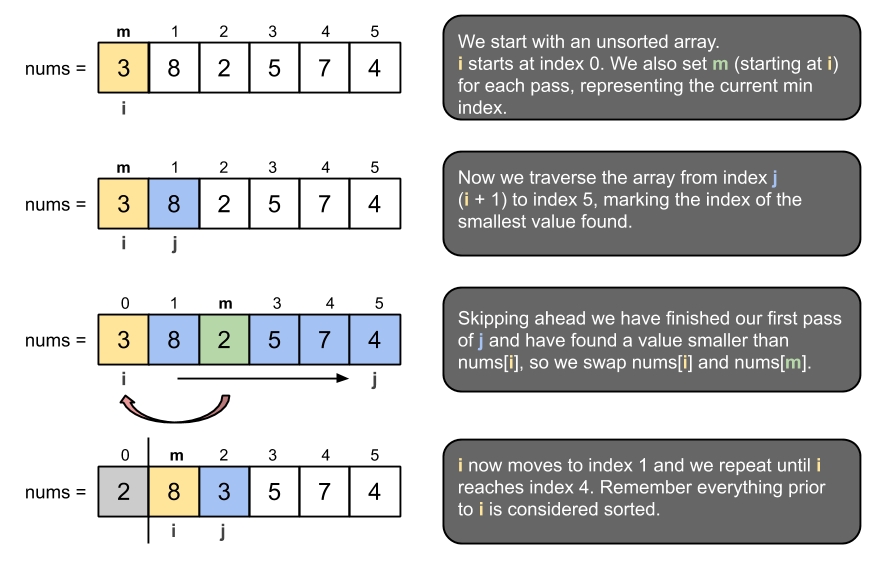 m 1 2 3 4 5
nums = 3 8 2 5 7 4
i
We start with an unsorted array.
i starts at index 0. We also set m (starting at i)
for each pass, representing the current min
index.
m 1 2 3 4 5
nums = 3 8 2 5 7 4
i j
Now we traverse the array from index j
(i + 1) to index 5, marking the index of the
smallest value found.
0 1 m 3 4 5
nums = 3 8 2 5 7 4
i j
Skipping ahead we have finished our first pass
of j and have found a value smaller than
nums[i], so we swap nums[i] and nums[m].
0 m 2 3 4 5
nums = 2 8 3 5 7 4
i j
i now moves to index 1 and we repeat until i
reaches index 4. Remember everything prior
to i is considered sorted.